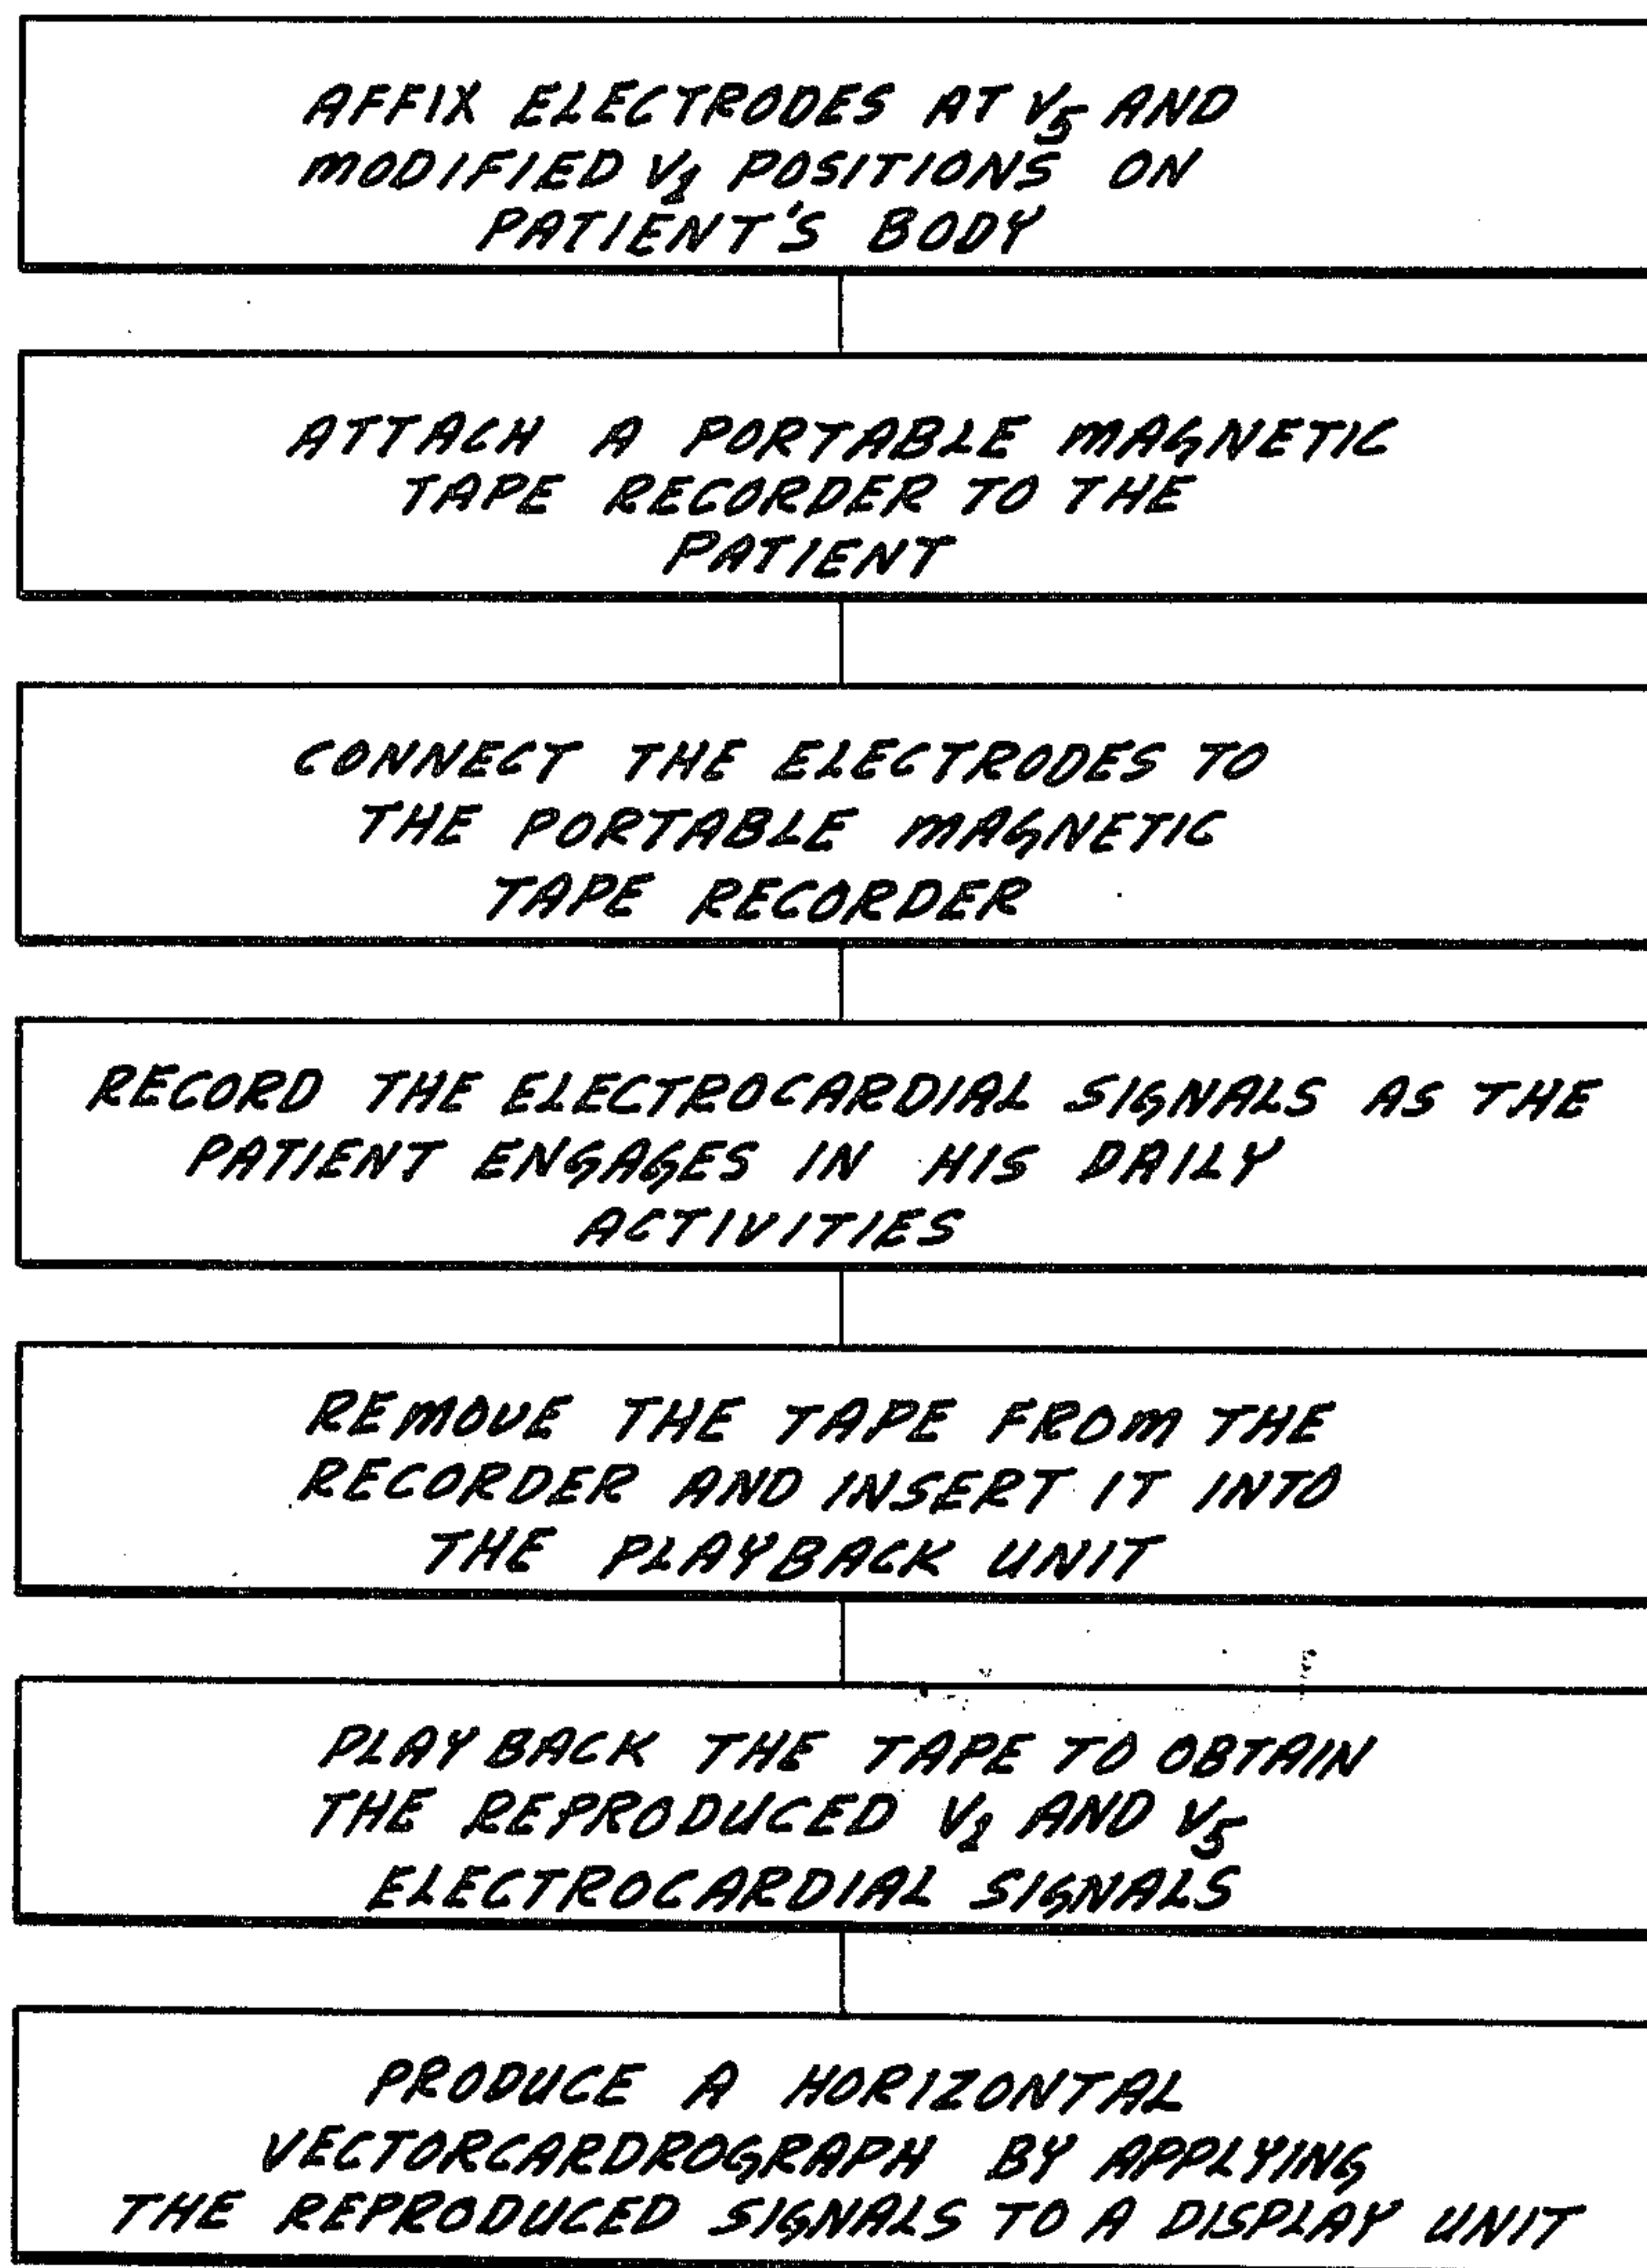 AFFIX ELECTRODES AT V5 AND
MODIFIED V1 POSITIONS ON
PATIENT'S BODY
ATTACH A PORTABLE MAGNETIC
TAPE RECORDER TO THE
PATIENT
CONNECT THE ELECTRODES TO
THE PORTABLE MAGNETIC
TAPE RECORDER
RECORD THE ELECTROCARDIAL SIGNALS AS THE
PATIENT ENGAGES IN HIS DAILY
ACTIVITIES
REMOVE THE TAPE FROM THE
RECORDER AND INSERT IT INTO
THE PLAYBACK UNIT
PLAY BACK THE TAPE TO OBTAIN
THE REPRODUCED V1 AND V5
ELECTROCARDIAL SIGNALS
PRODUCE A HORIZONTAL
VECTORCARDROGRAPH BY APPLYING
THE REPRODUCED SIGNALS TO A DISPLAY UNIT